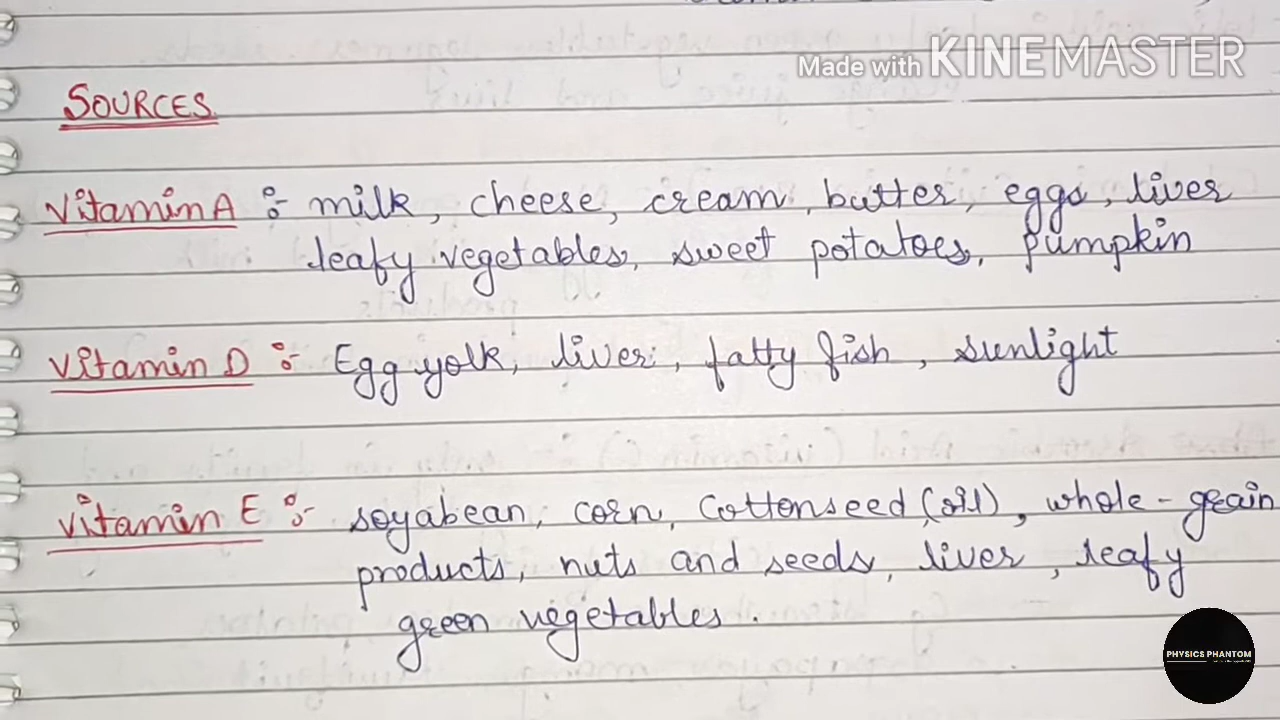 Made with KINEMASTER
SOURCES
Vitamin A :- milk, cheese, cream, butter, eggs, liver
leafy vegetables, sweet potatoes, pumpkin
Vitamin D :- Egg yolk, liver, fatty fish, sunlight
Vitamin E :- soyabean, corn, cottonseed (oil), whole-grain
products, nuts and seeds, liver, leafy
green vegetables.
PHYSICS PHANTOM